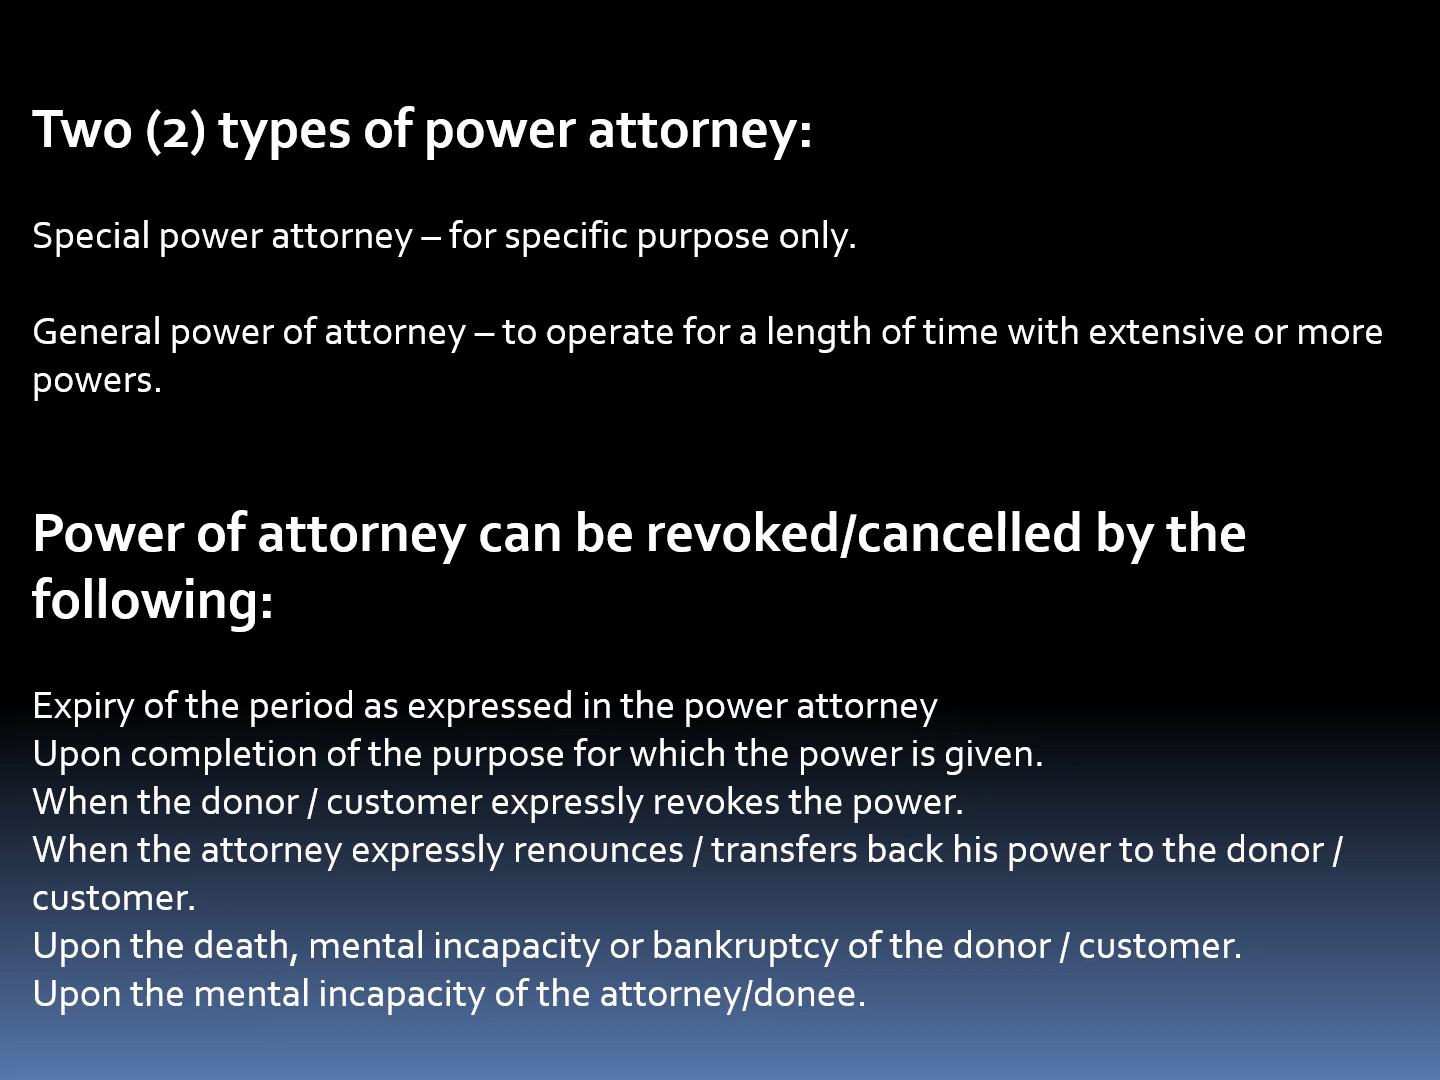 Two (2) types of power attorney:
Special power attorney – for specific purpose only.
General power of attorney – to operate for a length of time with extensive or more
powers.
Power of attorney can be revoked/cancelled by the
following:
Expiry of the period as expressed in the power attorney
Upon completion of the purpose for which the power is given.
When the donor / customer expressly revokes the power.
When the attorney expressly renounces / transfers back his power to the donor /
customer.
Upon the death, mental incapacity or bankruptcy of the donor / customer.
Upon the mental incapacity of the attorney/donee.